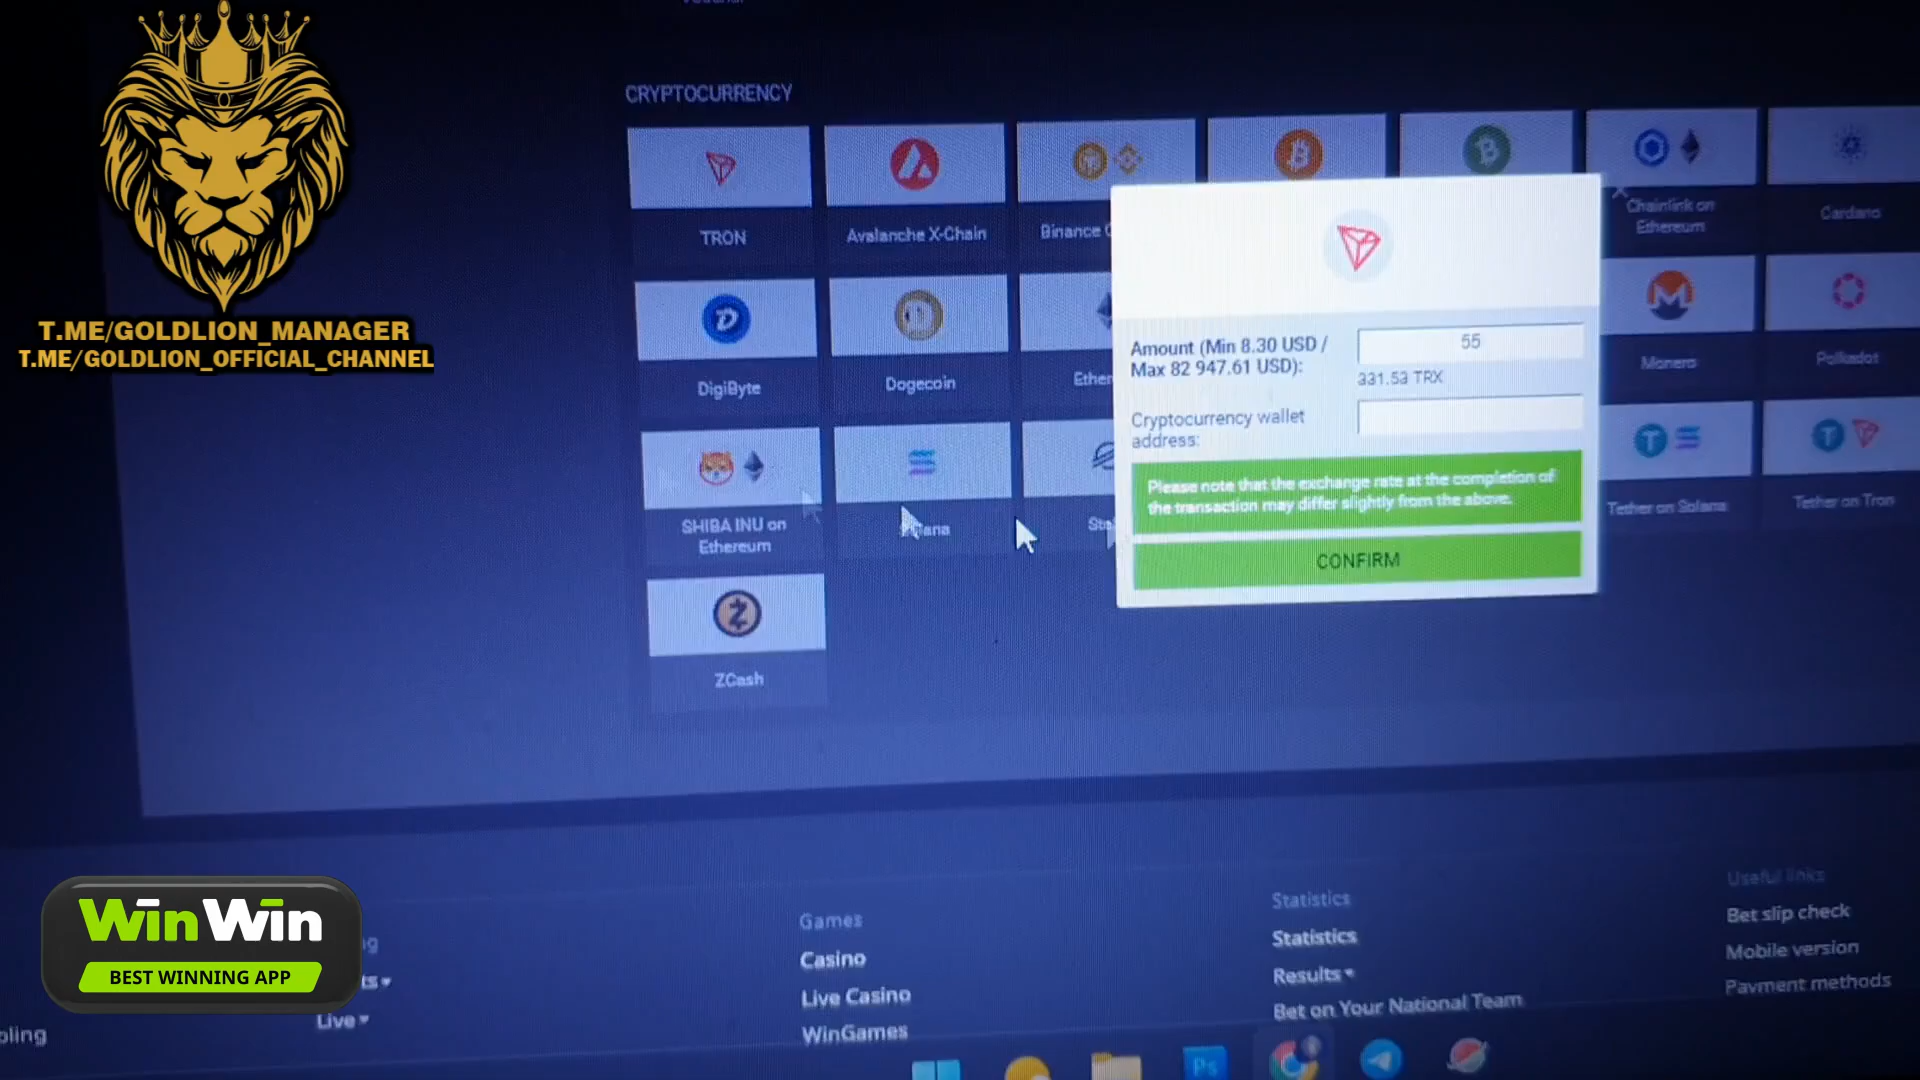 CRYPTOCURRENCY
TRON
Avalanche X-Chain
Binance
Chainlink on
Ethereum
Cardano
DigiByte
Dogecoin
Monero
Polkadot
SHIBA INU on
Ethereum
Tether on Solana
Tether on Tron
ZCash
Amount (Min 8.30 USD /
Max 82 947.61 USD):
55
331.53 TRX
Cryptocurrency wallet
address:
Please note that the exchange rate at the completion of
the transaction may differ slightly from the above.
CONFIRM
T.ME/GOLDLION_MANAGER
T.ME/GOLDLION_OFFICIAL_CHANNEL
WinWin
BEST WINNING APP
Live
Games
Casino
Live Casino
WinGames
Statistics
Statistics
Results
Bet on Your National Team
Useful links
Bet slip check
Mobile version
Payment methods
Ps